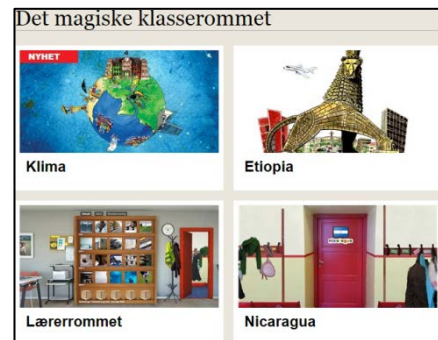 Det magiske klasserommet
NYHET
Klima
Etiopia
Lærerrommet
Nicaragua